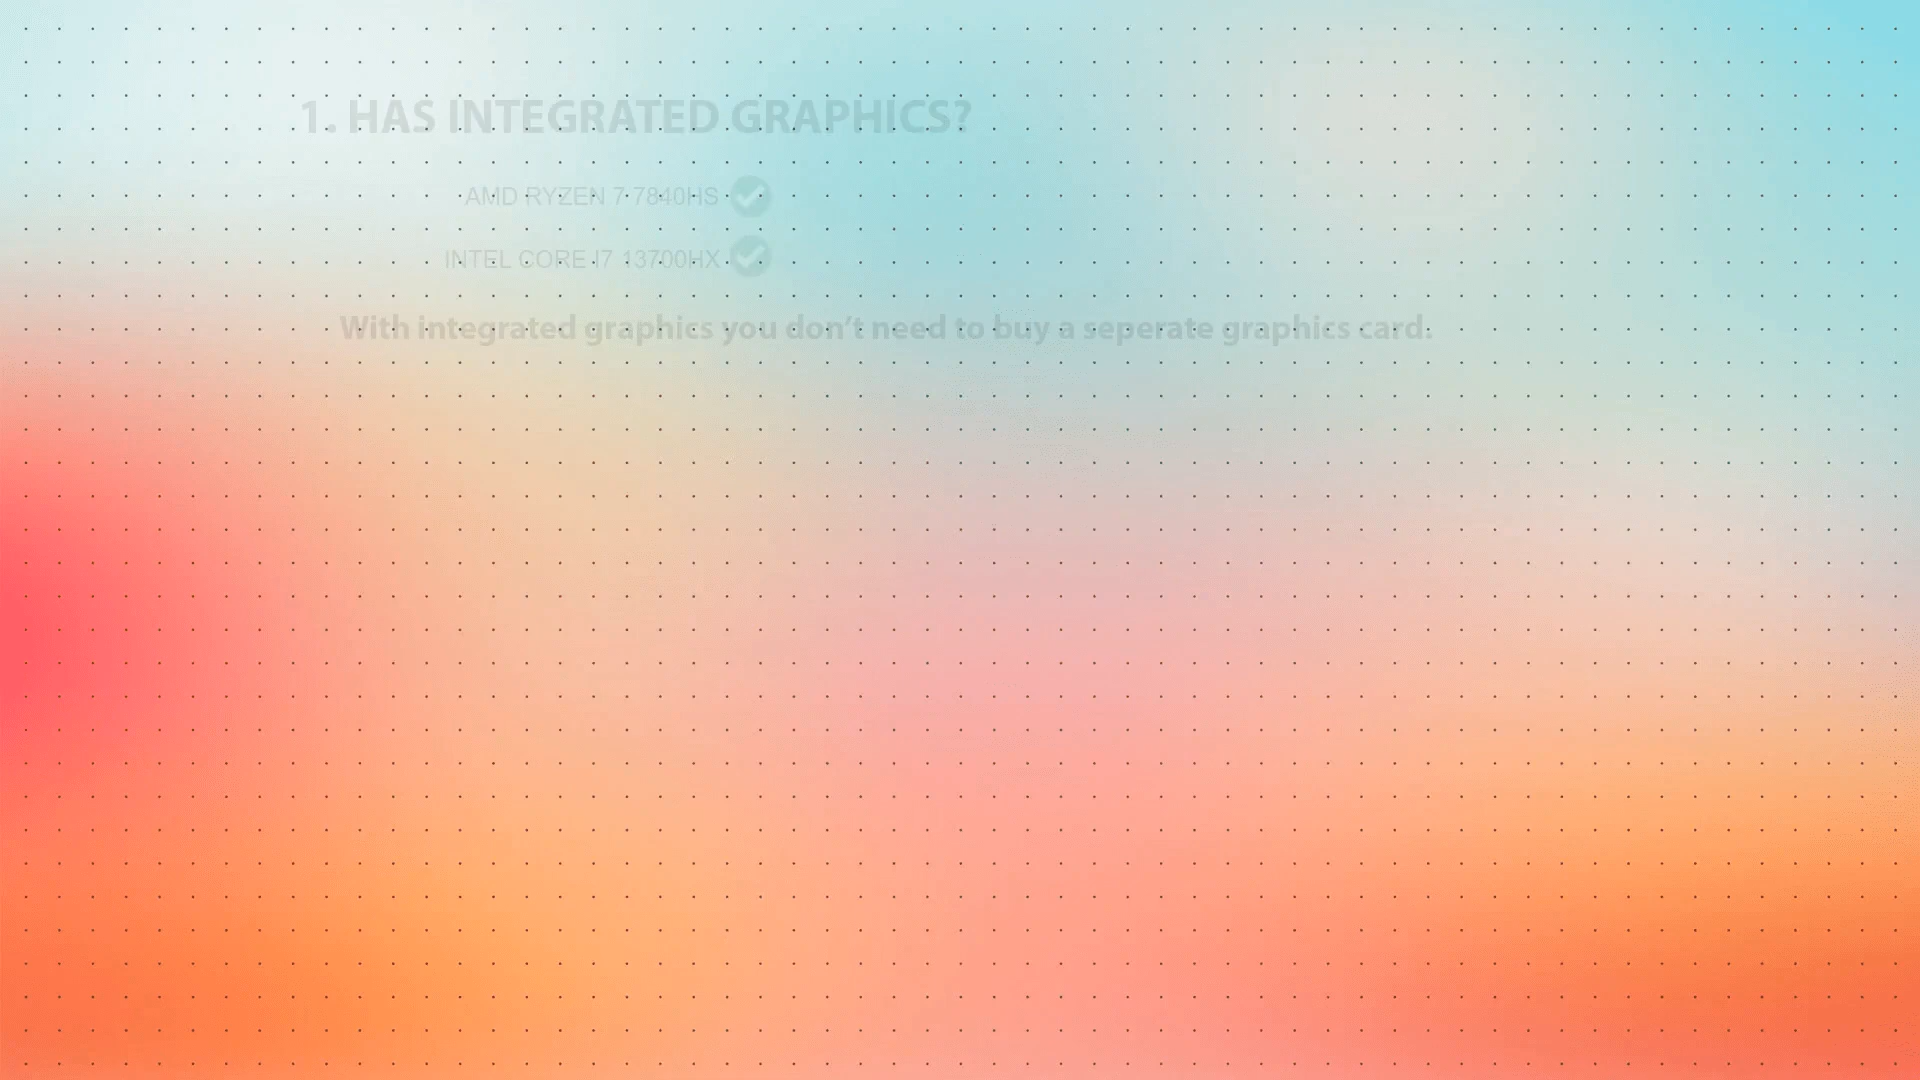 1. HAS INTEGRATED GRAPHICS?
AMD RYZEN 7 7840HS
INTEL CORE I7 13700HX
With integrated graphics you don't need to buy a seperate graphics card.